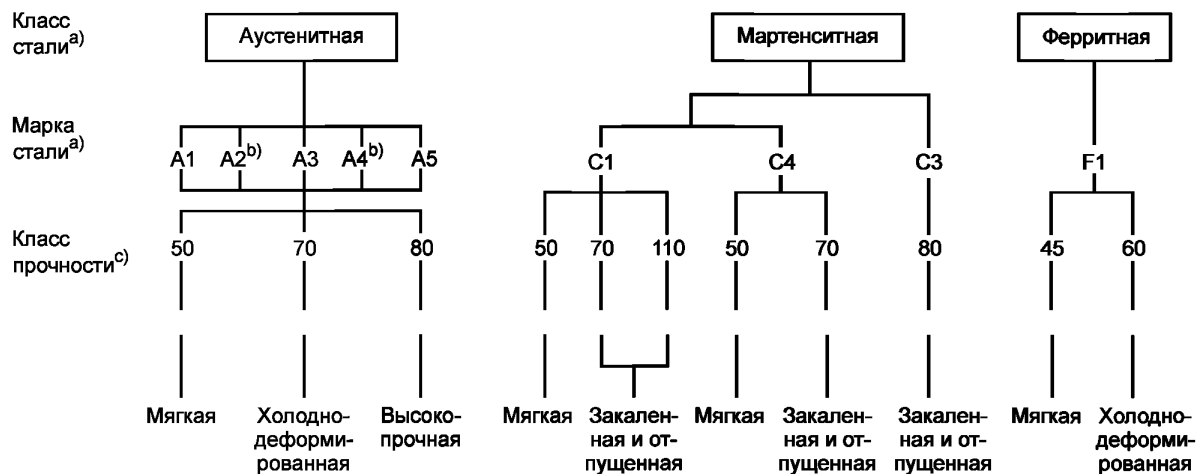 Класс
стали a)
Аустенитная
Мартенситная
Ферритная
Марка
стали a)
A1 A2 b) A3 A4 b) A5
C1 C4 C3 F1
Класс
прочности c)
50 70 80
50 70 110 50 70 80
45 60
Мягкая
Холодно-
деформи-
рованная
Высоко-
прочная
Мягкая
Закален-
ная и от-
пущенная
Мягкая
Закален-
ная и от-
пущенная
Закален-
ная и от-
пущенная
Мягкая
Холодно-
деформи-
рованная